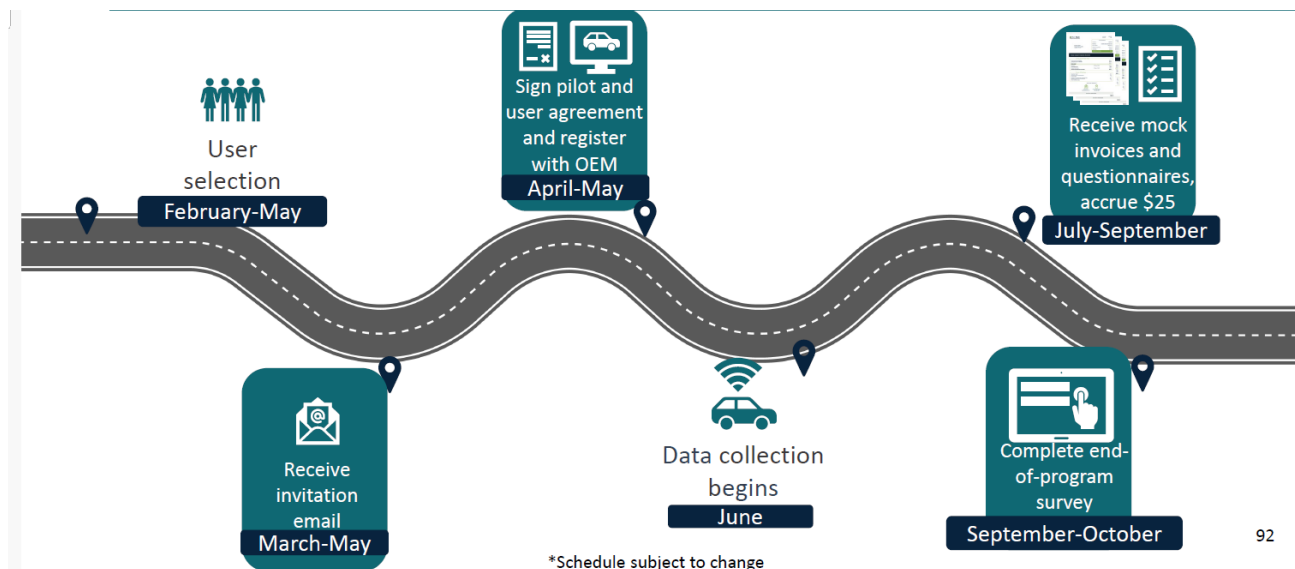 User
selection
February-May
Receive
invitation
email
March-May
Sign pilot and
user agreement
and register
with OEM
April-May
Data collection
begins
June
Receive mock
invoices and
questionnaires,
accrue $25
July-September
Complete end-
of-program
survey
September-October
*Schedule subject to change
92